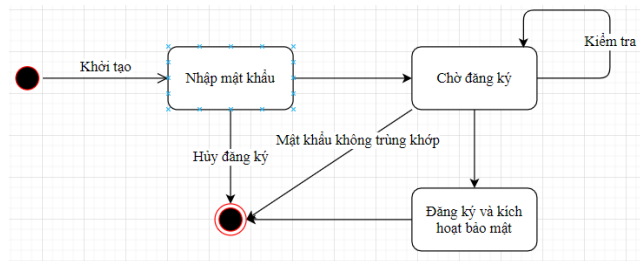 Kiểm tra
Khởi tạo
Nhập mật khẩu
Chờ đăng ký
Mật khẩu không trùng khớp
Hủy đăng ký
Đăng ký và kích
hoạt bảo mật